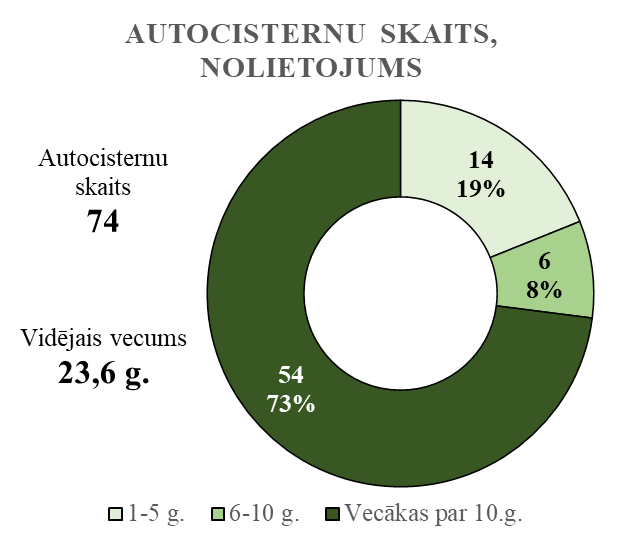 AUTOCISTERNU SKAITS,
NOLIETOJUMS
Autocisternu
skaits
74
Vidējais vecums
23,6 g.
14
19%
6
8%
54
73%
1-5 g.
6-10 g.
Vecākas par 10.g.